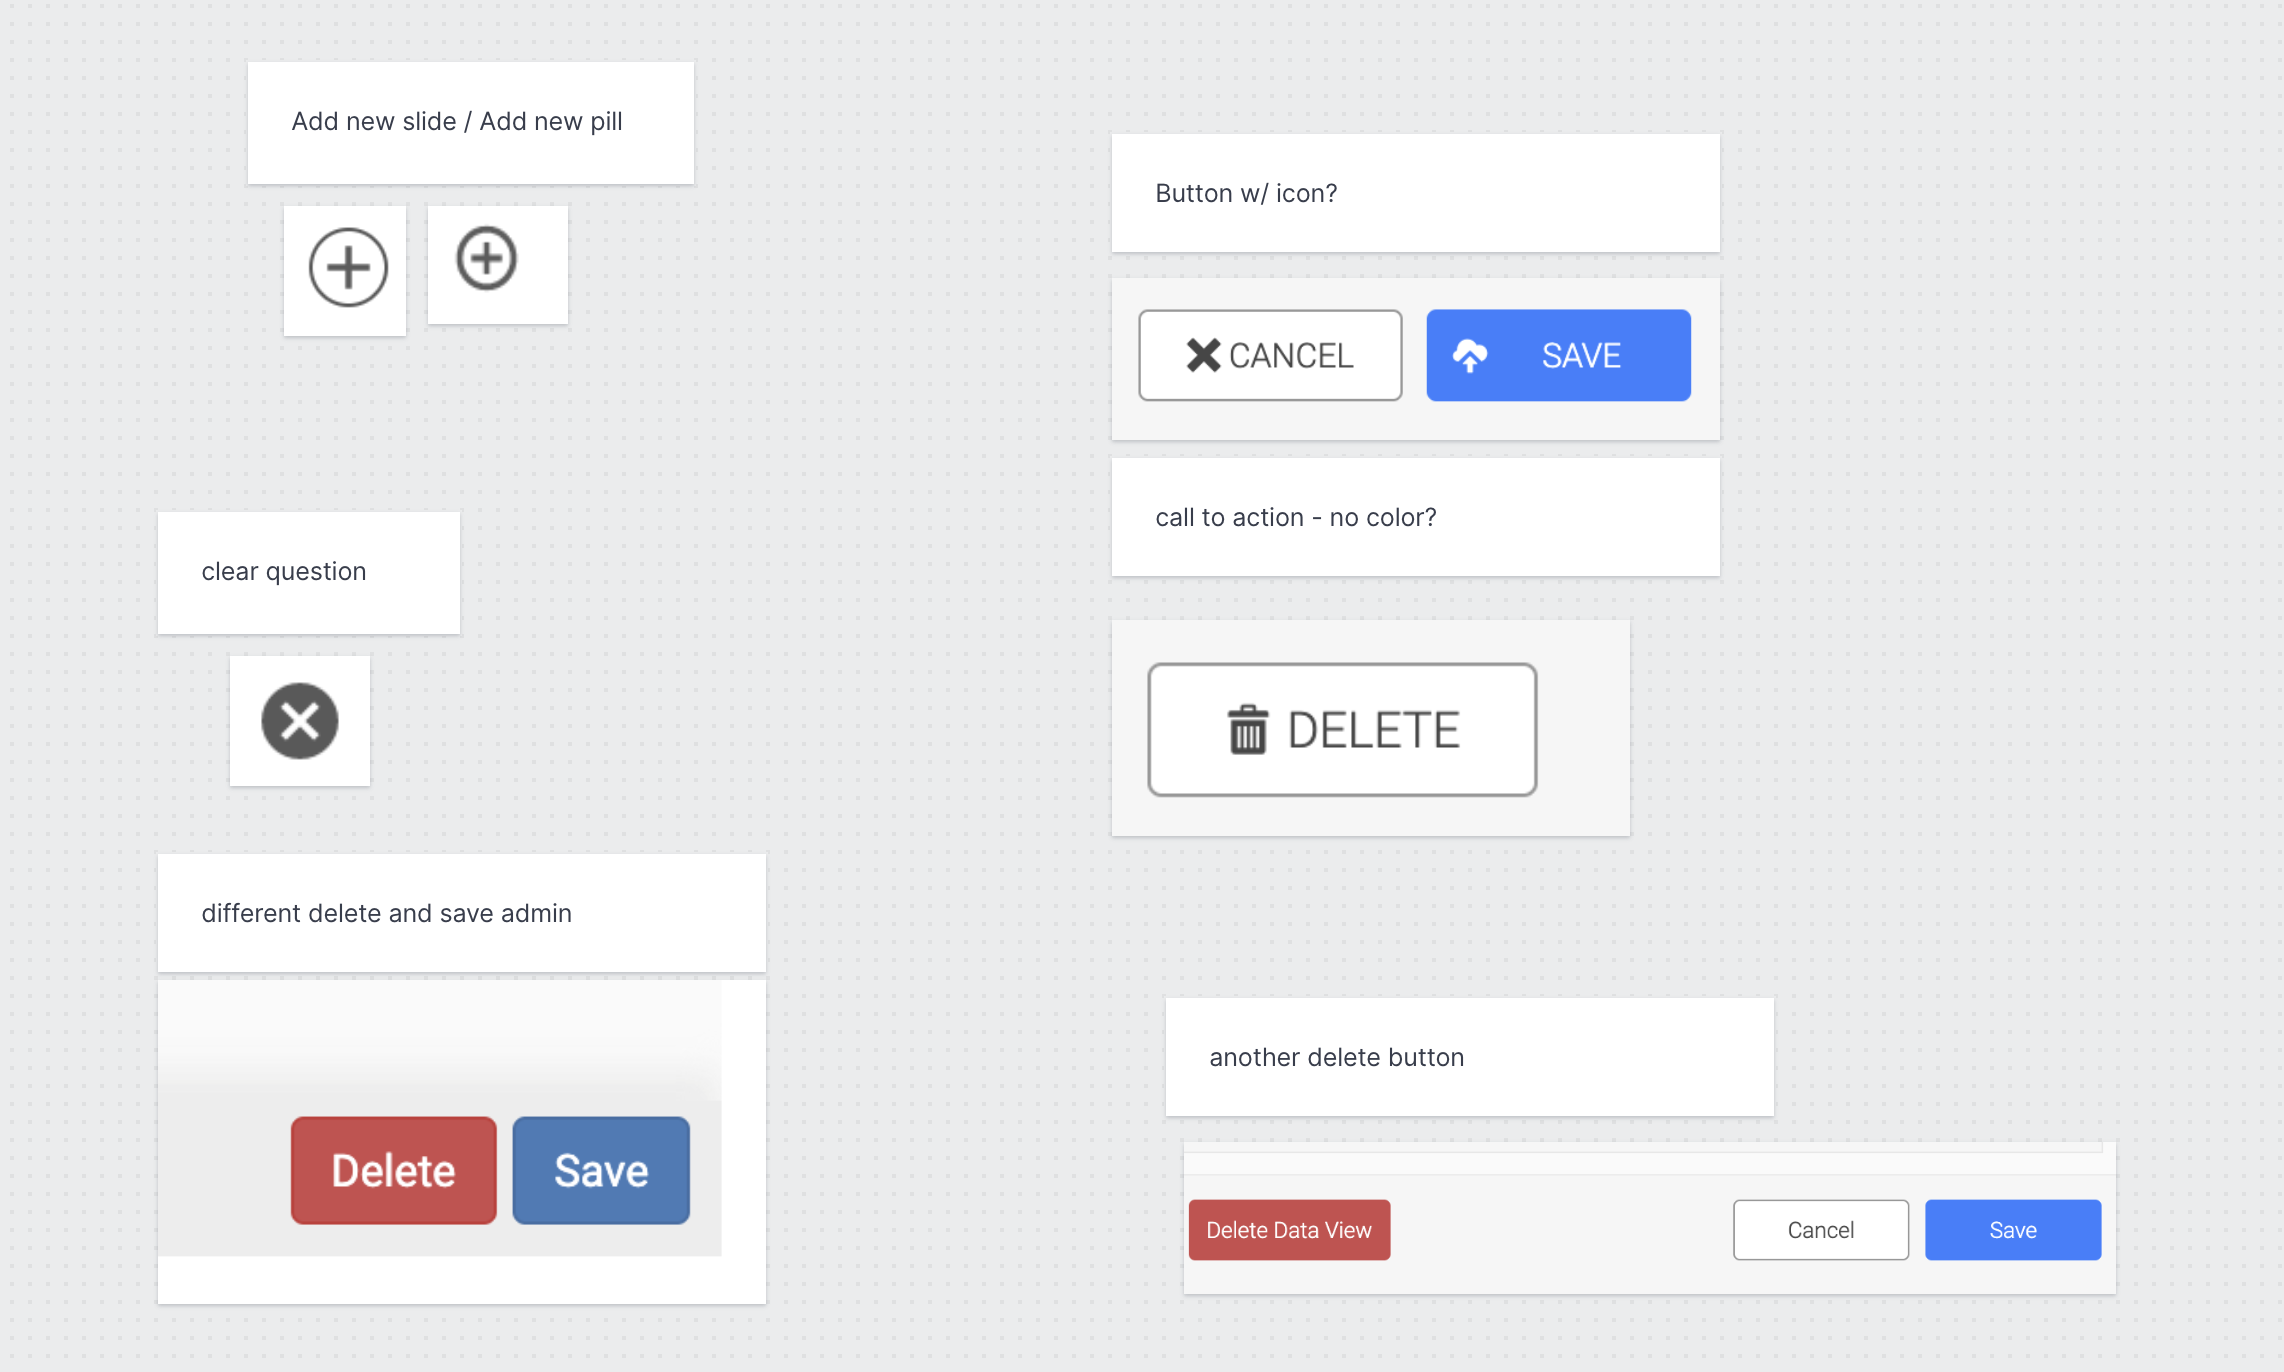 Add new slide / Add new pill
clear question
different delete and save admin
Delete
Save
Button w/ icon?
CANCEL
SAVE
call to action - no color?
DELETE
another delete button
Delete Data View
Cancel
Save